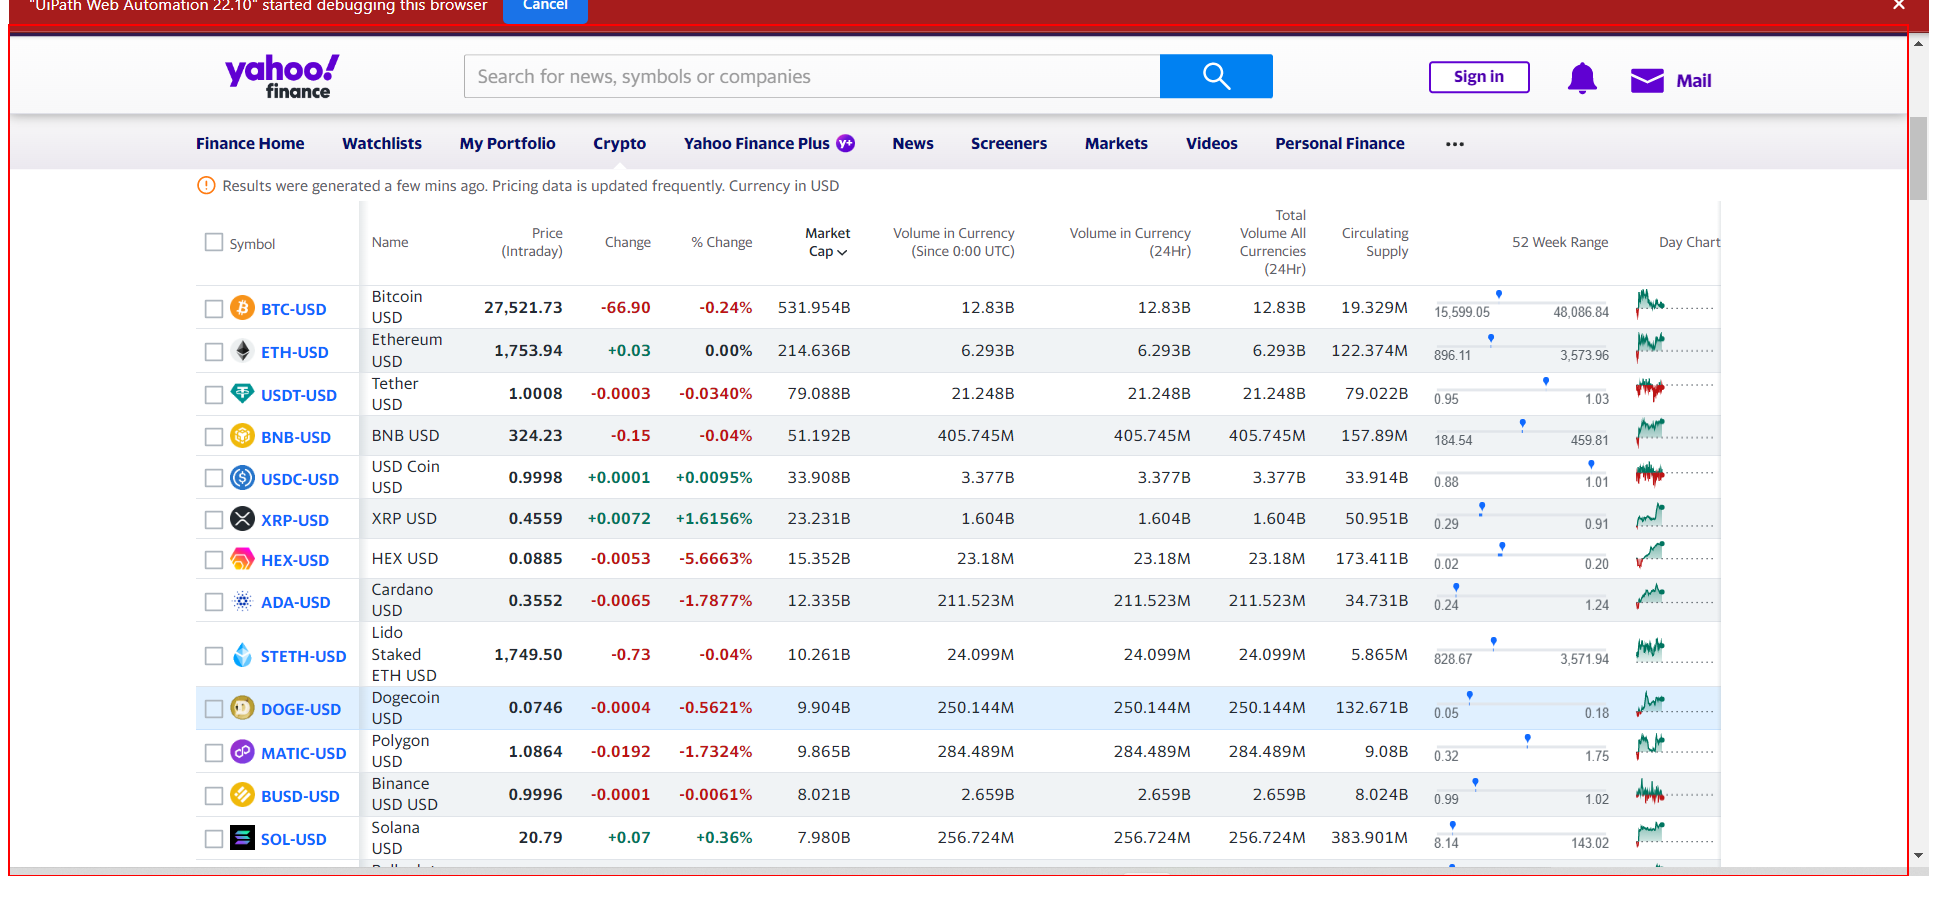 "UiPath Web Automation 22.10" started debugging this browser Cancel ×
yahoo! finance Search for news, symbols or companies Sign in Mail
Finance Home Watchlists My Portfolio Crypto Yahoo Finance Plus y+ News Screeners Markets Videos Personal Finance ...
Results were generated a few mins ago. Pricing data is updated frequently. Currency in USD
Symbol Name Price (Intraday) Change % Change Market Cap Volume in Currency (Since 0:00 UTC) Volume in Currency (24Hr) Total Volume All Currencies (24Hr) Circulating Supply 52 Week Range Day Chart
BTC-USD Bitcoin USD 27,521.73 -66.90 -0.24% 531.954B 12.83B 12.83B 12.83B 19.329M 15,599.05 48,086.84
ETH-USD Ethereum USD 1,753.94 +0.03 0.00% 214.636B 6.293B 6.293B 6.293B 122.374M 896.11 3,573.96
USDT-USD Tether USD 1.0008 -0.0003 -0.0340% 79.088B 21.248B 21.248B 21.248B 79.022B 0.95 1.03
BNB-USD BNB USD 324.23 -0.15 -0.04% 51.192B 405.745M 405.745M 405.745M 157.89M 184.54 459.81
USDC-USD USD Coin USD 0.9998 +0.0001 +0.0095% 33.908B 3.377B 3.377B 3.377B 33.914B 0.88 1.01
XRP-USD XRP USD 0.4559 +0.0072 +1.6156% 23.231B 1.604B 1.604B 1.604B 50.951B 0.29 0.91
HEX-USD HEX USD 0.0885 -0.0053 -5.6663% 15.352B 23.18M 23.18M 23.18M 173.411B 0.02 0.20
ADA-USD Cardano USD 0.3552 -0.0065 -1.7877% 12.335B 211.523M 211.523M 211.523M 34.731B 0.24 1.24
STETH-USD Lido Staked ETH USD 1,749.50 -0.73 -0.04% 10.261B 24.099M 24.099M 24.099M 5.865M 828.67 3,571.94
DOGE-USD Dogecoin USD 0.0746 -0.0004 -0.5621% 9.904B 250.144M 250.144M 250.144M 132.671B 0.05 0.18
MATIC-USD Polygon USD 1.0864 -0.0192 -1.7324% 9.865B 284.489M 284.489M 284.489M 9.08B 0.32 1.75
BUSD-USD Binance USD USD 0.9996 -0.0001 -0.0061% 8.021B 2.659B 2.659B 2.659B 8.024B 0.99 1.02
SOL-USD Solana USD 20.79 +0.07 +0.36% 7.980B 256.724M 256.724M 256.724M 383.901M 8.14 143.02